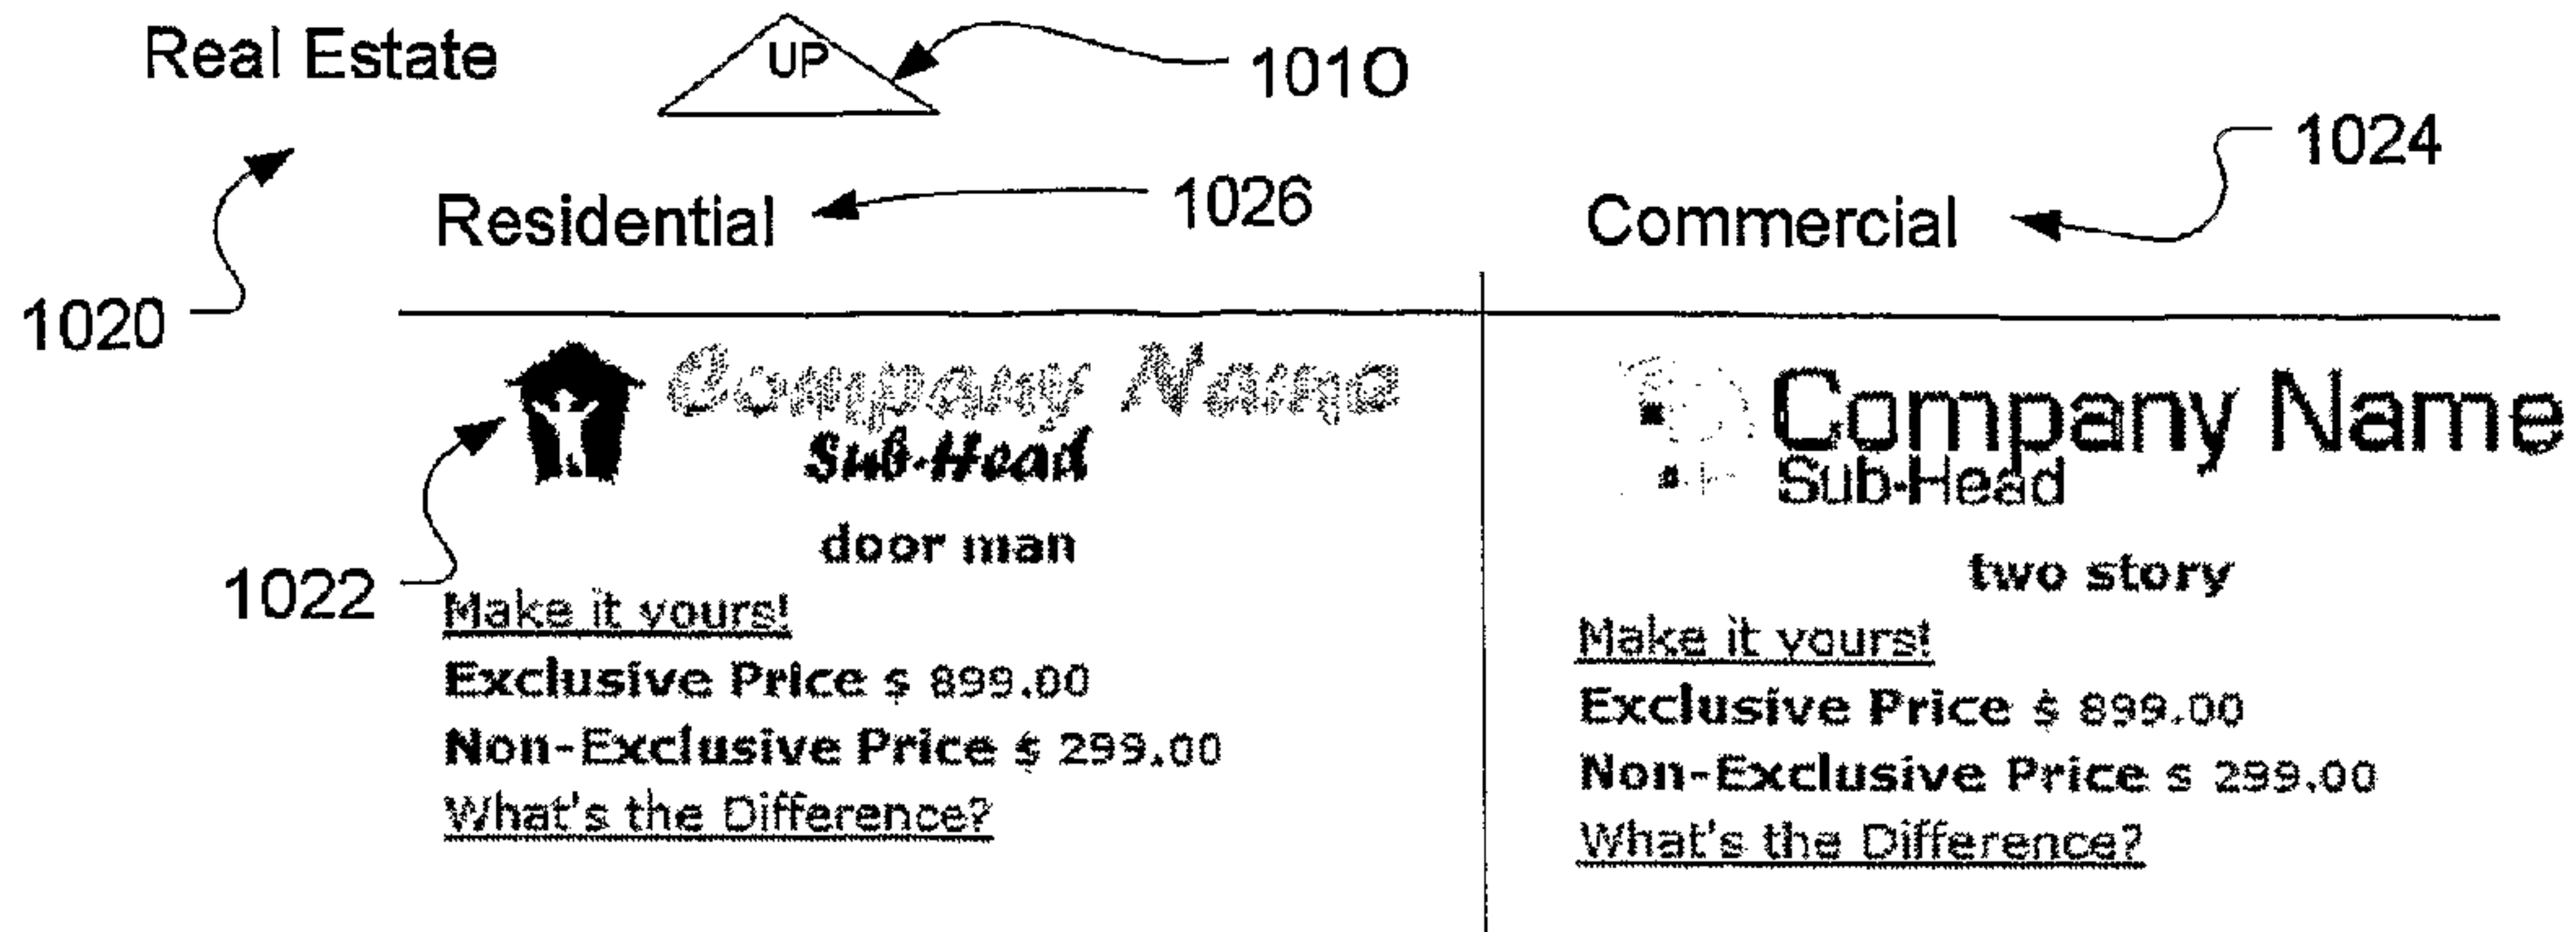 Real Estate
UP
1010
1024
Residential
1026
Commercial
1020
Company Name
Sub-Head
door man
1022
Make it yours!
Exclusive Price $ 899.00
Non-Exclusive Price $ 299.00
What's the Difference?
Company Name
Sub-Head
two story
Make it yours!
Exclusive Price $ 899.00
Non-Exclusive Price $ 299.00
What's the Difference?